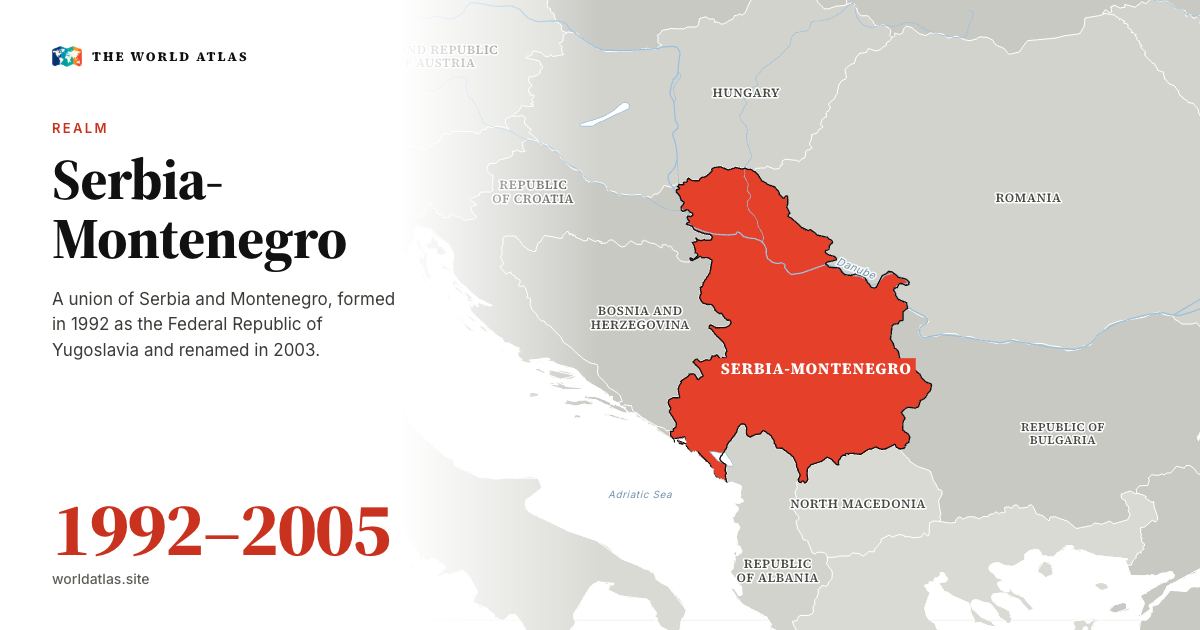 THE WORLD ATLAS
REALM
Serbia-
Montenegro
A union of Serbia and Montenegro, formed
in 1992 as the Federal Republic of
Yugoslavia and renamed in 2003.
1992–2005
worldatlas.site
ND REPUBLIC
F AUSTRIA
HUNGARY
REPUBLIC
OF CROATIA
ROMANIA
Danube
BOSNIA AND
HERZEGOVINA
SERBIA-MONTENEGRO
REPUBLIC OF
BULGARIA
Adriatic Sea
NORTH MACEDONIA
REPUBLIC
OF ALBANIA